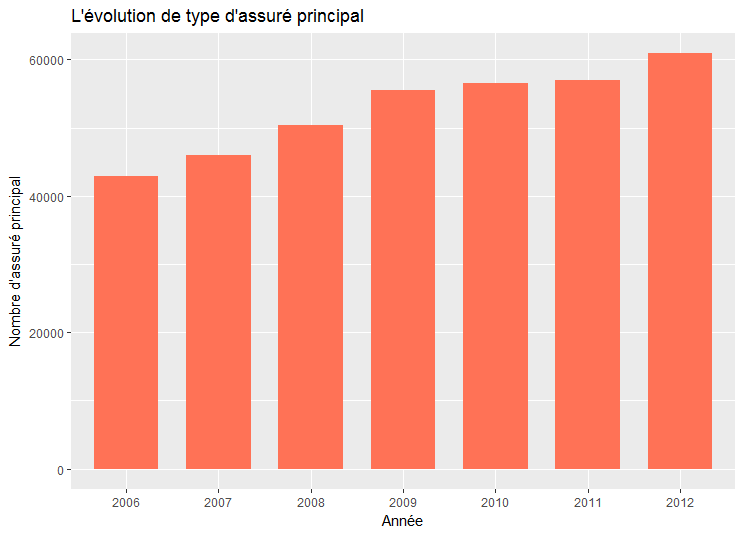 L'évolution de type d'assuré principal
Nombre d'assuré principal
60000
40000
20000
0
2006 2007 2008 2009 2010 2011 2012
Année